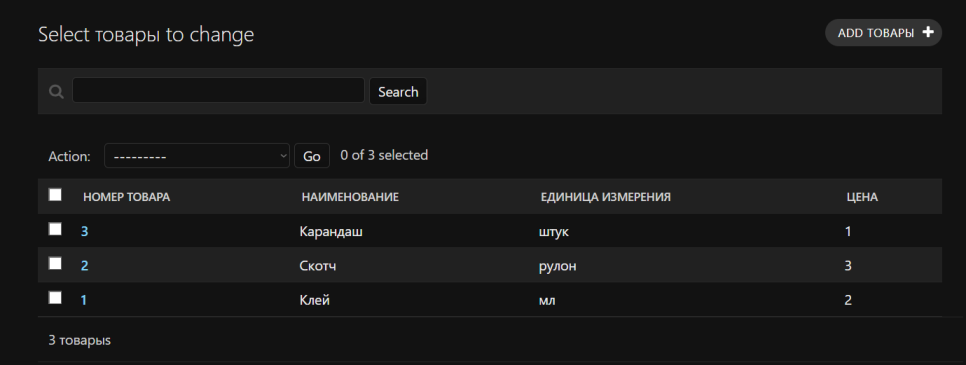 Select товары to change
ADD ТОВАРЫ +
Search
Action: --------- Go 0 of 3 selected
НОМЕР ТОВАРА НАИМЕНОВАНИЕ ЕДИНИЦА ИЗМЕРЕНИЯ ЦЕНА
3 Карандаш штук 1
2 Скотч рулон 3
1 Клей мл 2
3 товарыs